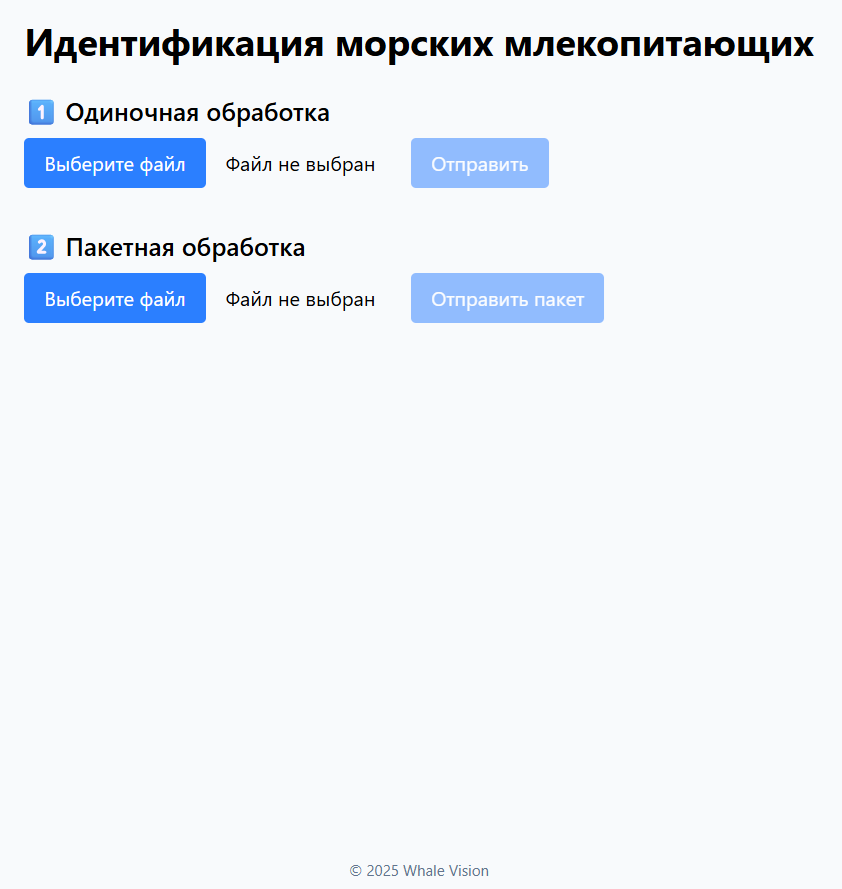 Идентификация морских млекопитающих
1️⃣ Одиночная обработка
Выберите файл Файл не выбран Отправить
2️⃣ Пакетная обработка
Выберите файл Файл не выбран Отправить пакет
© 2025 Whale Vision